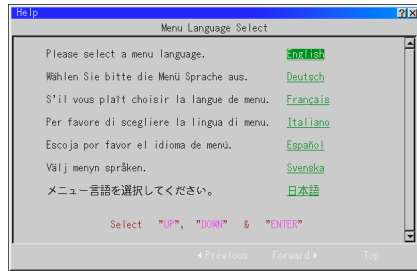 Help
Menu Language Select
Please select a menu language. English
Wählen Sie bitte die Menü Sprache aus. Deutsch
S'il vous plaît choisir la langue de menu. Français
Per favore di scegliere la lingua di menu. Italiano
Escoja por favor el idioma de menú. Español
Välj menyn språken. Svenska
メニュー言語を選択してください。 日本語
Select "UP", "DOWN" & "ENTER"
Previous Forward Top